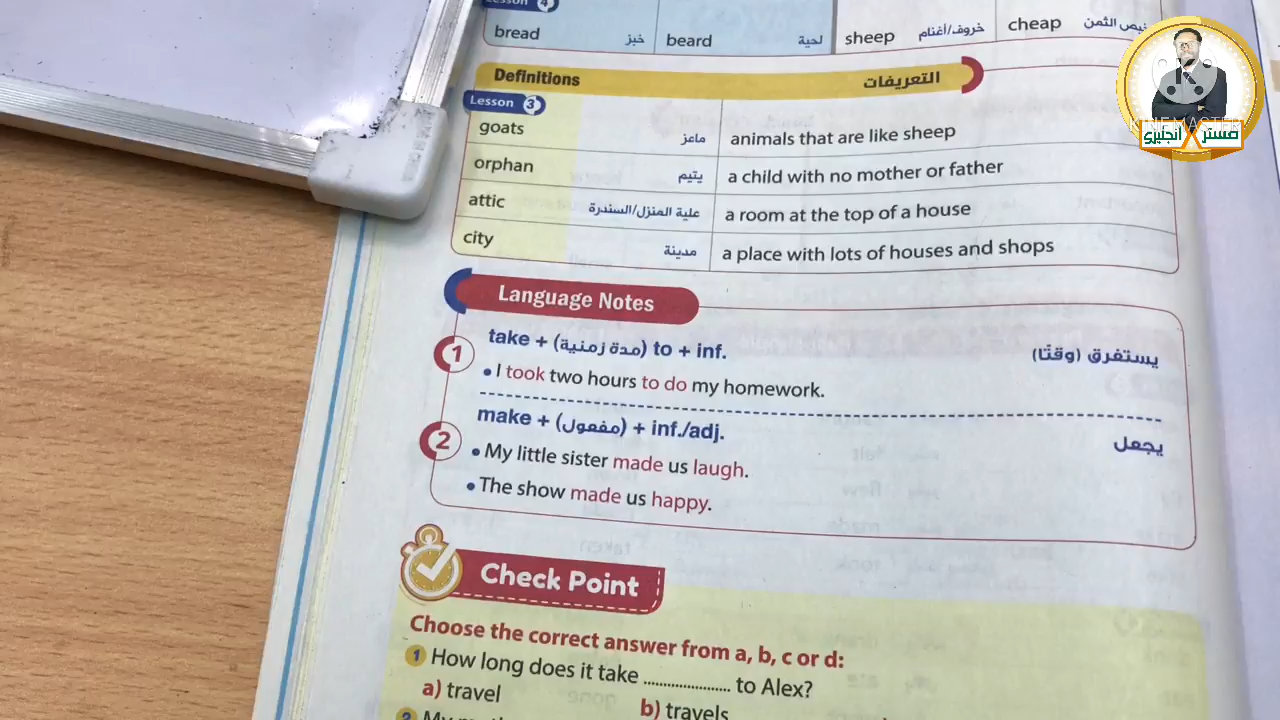 Lesson 4
bread خبز beard لحية sheep خروف/أغنام cheap
Definitions التعريفات
Lesson 3
goats ماعز animals that are like sheep
orphan يتيم a child with no mother or father
attic علية المنزل/السندرة a room at the top of a house
city مدينة a place with lots of houses and shops
Language Notes
1 take + (مدة زمنية) to + inf. يستغرق (وقتًا)
• I took two hours to do my homework.
2 make + (مفعول) + inf./adj. يجعل
• My little sister made us laugh.
• The show made us happy.
Check Point
Choose the correct answer from a, b, c or d:
1 How long does it take .................... to Alex?
a) travel b) travels
2 My
مستر X انجليزي